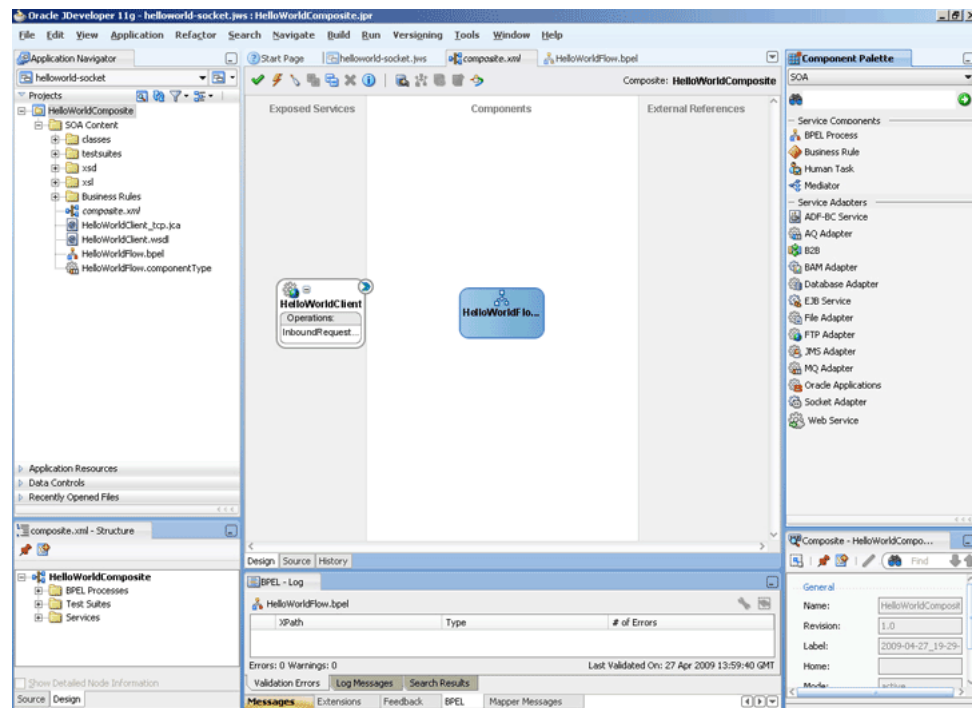 Oracle JDeveloper 11g - helloworld-socket.jws : HelloWorldComposite.jpr
File Edit View Application Refactor Search Navigate Build Run Versioning Tools Window Help
Application Navigator
helloworld-socket
Projects
HelloWorldComposite
SOA Content
classes
testsuites
xsd
xsl
Business Rules
composite.xml
HelloWorldClient_tcp.jca
HelloWorldClient.wsdl
HelloWorldFlow.bpel
HelloWorldFlow.componentType
Application Resources
Data Controls
Recently Opened Files
composite.xml - Structure
HelloWorldComposite
BPEL Processes
Test Suites
Services
Show Detailed Node Information
Source Design
Start Page helloworld-socket.jws composite.xml HelloWorldFlow.bpel
Composite: HelloWorldComposite
Exposed Services Components External References
HelloWorldClient
Operations:
InboundRequest...
HelloWorldFlo...
Design Source History
BPEL - Log
HelloWorldFlow.bpel
XPath Type # of Errors
Errors: 0 Warnings: 0 Last Validated On: 27 Apr 2009 13:59:40 GMT
Validation Errors Log Messages Search Results
Messages Extensions Feedback BPEL Mapper Messages
Component Palette
SOA
Service Components
BPEL Process
Business Rule
Human Task
Mediator
Service Adapters
ADF-BC Service
AQ Adapter
B2B
BAM Adapter
Database Adapter
EJB Service
File Adapter
FTP Adapter
JMS Adapter
MQ Adapter
Oracle Applications
Socket Adapter
Web Service
Composite - HelloWorldCompo...
Find
General
Name: HelloWorldComposit
Revision: 1.0
Label: 2009-04-27_19-29-
Home:
Mode: active